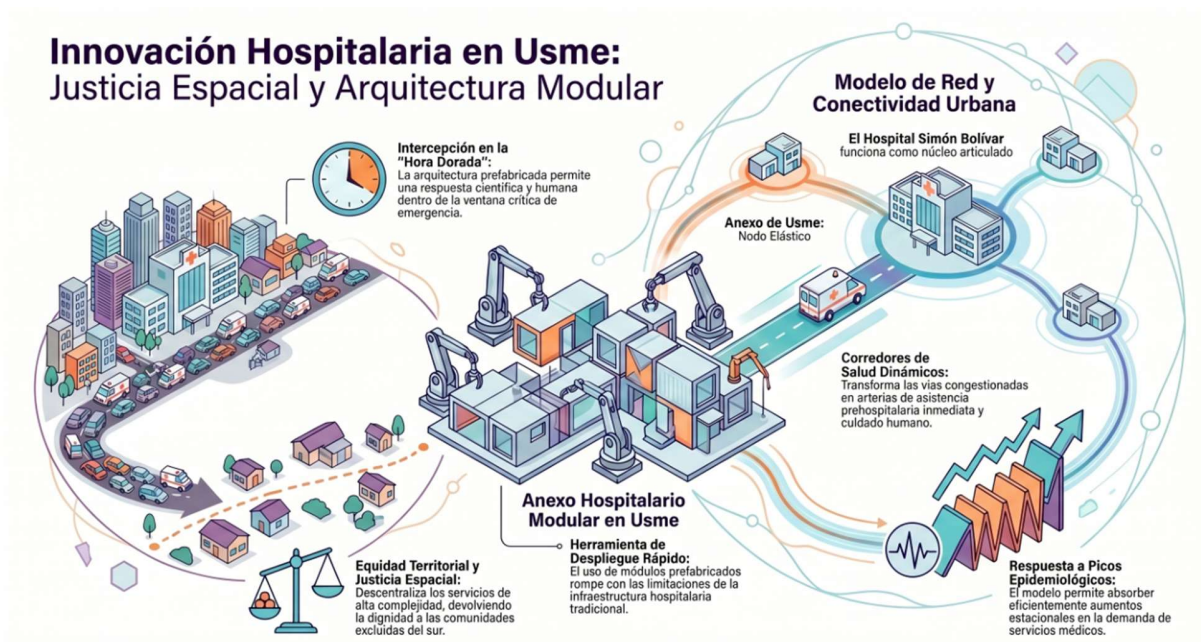 Innovación Hospitalaria en Usme:
Justicia Espacial y Arquitectura Modular
Intercepción en la
"Hora Dorada":
La arquitectura prefabricada permite
una respuesta científica y humana
dentro de la ventana crítica de
emergencia.
Modelo de Red y
Conectividad Urbana
El Hospital Simón Bolívar
funciona como núcleo articulado
Anexo de Usme:
Nodo Elástico
Corredores de
Salud Dinámicos:
Transforma las vias congestionadas
en arterias de asistencia
prehospitalaria inmediata y
culdado humano.
Anexo Hospitalario
Modular en Usme
Herramienta de
Despliegue Rápido:
El uso de módulos prefabricados
rompe con las limitaciones de la
infraestructura hospitalaria
tradicional.
Equidad Territorial y
Justicia Espacial:
Descentraliza los servicios de
alta complejidad, devolviendo
la dignidad a las comunidades
excluidas del sur.
Respuesta a Picos
Epidemiológicos:
El modelo permite absorber
eficientemente aumentos
estacionales en la demanda de
servicios médicos.